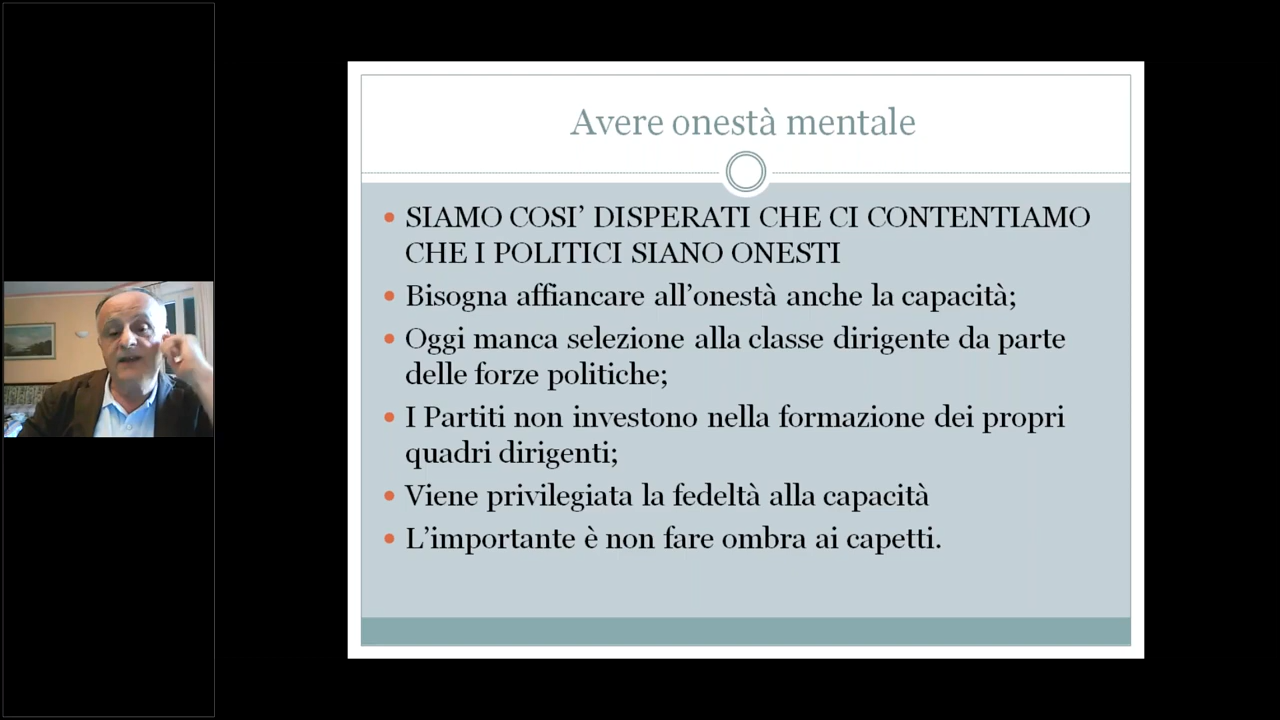 Avere onestà mentale
SIAMO COSI’ DISPERATI CHE CI CONTENTIAMO
CHE I POLITICI SIANO ONESTI
Bisogna affiancare all’onestà anche la capacità;
Oggi manca selezione alla classe dirigente da parte
delle forze politiche;
I Partiti non investono nella formazione dei propri
quadri dirigenti;
Viene privilegiata la fedeltà alla capacità
L’importante è non fare ombra ai capetti.